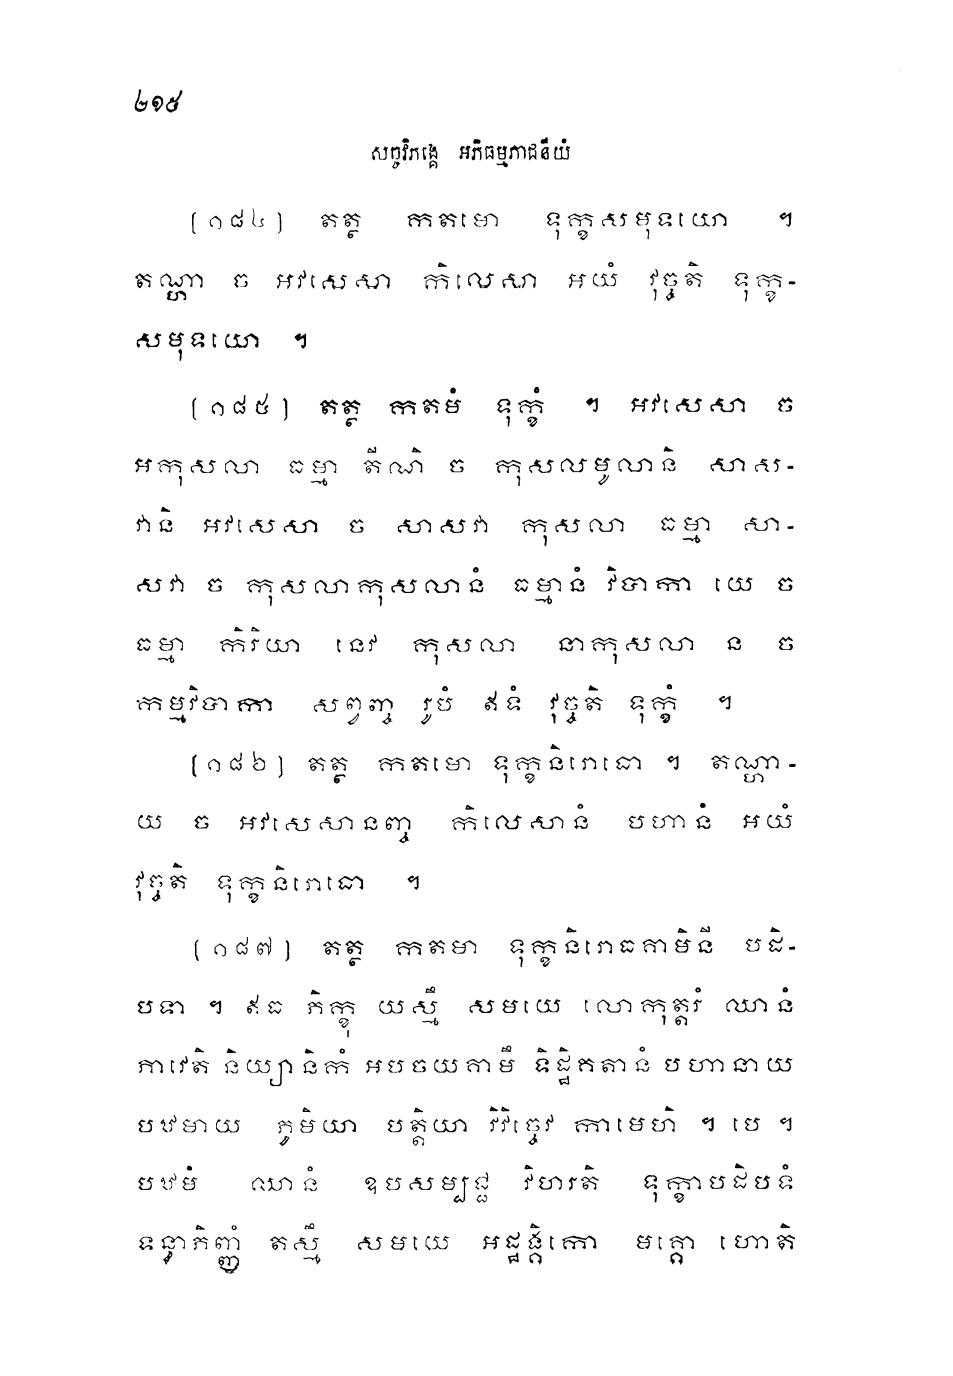 ២១៥
សច្ចវិភង្គេ អភិធម្មភាជនីយំ
(១៨៤) តត្ថ កតមោ ទុក្ខសមុទយោ ។
តណ្ហា ច អវសេសា កិលេសា អយំ វុច្ចតិ ទុក្ខ-
សមុទយោ ។
(១៨៥) តត្ថ កតមំ ទុក្ខំ ។ អវសេសា ច
អកុសលា ធម្មា តីណិ ច កុសលមូលានិ សាស-
វានិ អវសេសា ច សាសវា កុសលា ធម្មា សា-
សវា ច កុសលាកុសលានំ ធម្មានំ វិបាកា យេ ច
ធម្មា កិរិយា នេវ កុសលា នាកុសលា ន ច
កម្មវិបាកា សព្វញ្ច រូបំ ឥទំ វុច្ចតិ ទុក្ខំ ។
(១៨៦) តត្ថ កតមោ ទុក្ខនិរោធោ ។ តណ្ហា-
យ ច អវសេសានញ្ច កិលេសានំ បហានំ អយំ
វុច្ចតិ ទុក្ខនិរោធោ ។
(១៨៧) តត្ថ កតមា ទុក្ខនិរោធគាមិនី បដិ-
បទា ។ ឥធ ភិក្ខុ យស្មឹ សមយេ លោកុត្តរំ ឈានំ
ភាវេតិ និយ្យានិកំ អបចយគាមឹ ទិដ្ឋិគតានំ បហានាយ
បឋមាយ ភូមិយា បត្តិយា វិវិច្ចេវ កាមេហិ ។ បេ ។
បឋមំ ឈានំ ឧបសម្បជ្ជ វិហរតិ ទុក្ខាបដិបទំ
ទន្ធាភិញ្ញំ តស្មឹ សមយេ អដ្ឋង្គិកោ មគ្គោ ហោតិ